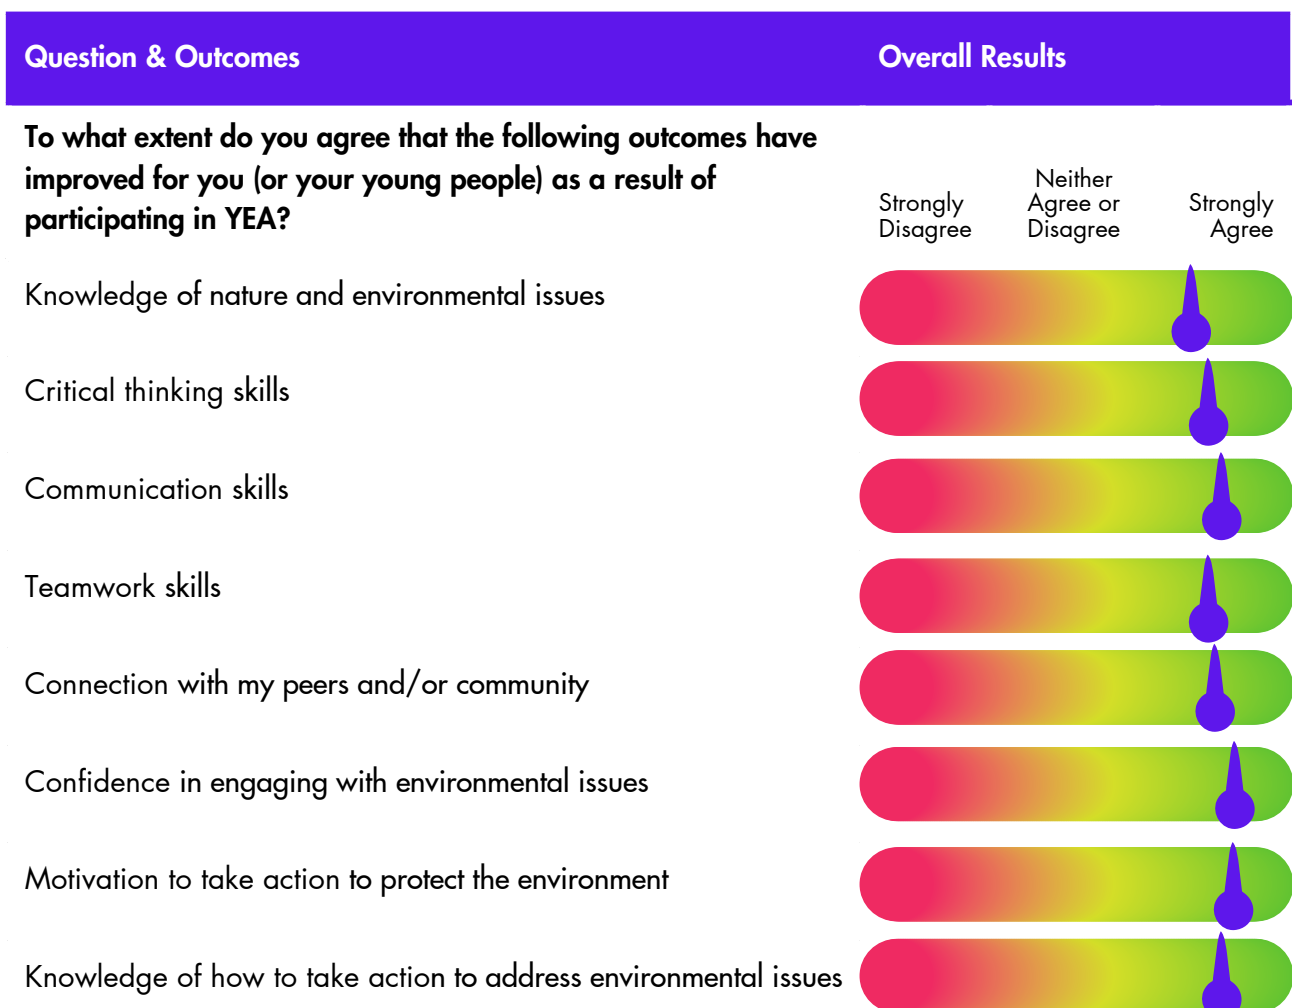 Question & Outcomes
Overall Results
To what extent do you agree that the following outcomes have
improved for you (or your young people) as a result of
participating in YEA?
Strongly
Disagree
Neither
Agree or
Disagree
Strongly
Agree
Knowledge of nature and environmental issues
Critical thinking skills
Communication skills
Teamwork skills
Connection with my peers and/or community
Confidence in engaging with environmental issues
Motivation to take action to protect the environment
Knowledge of how to take action to address environmental issues